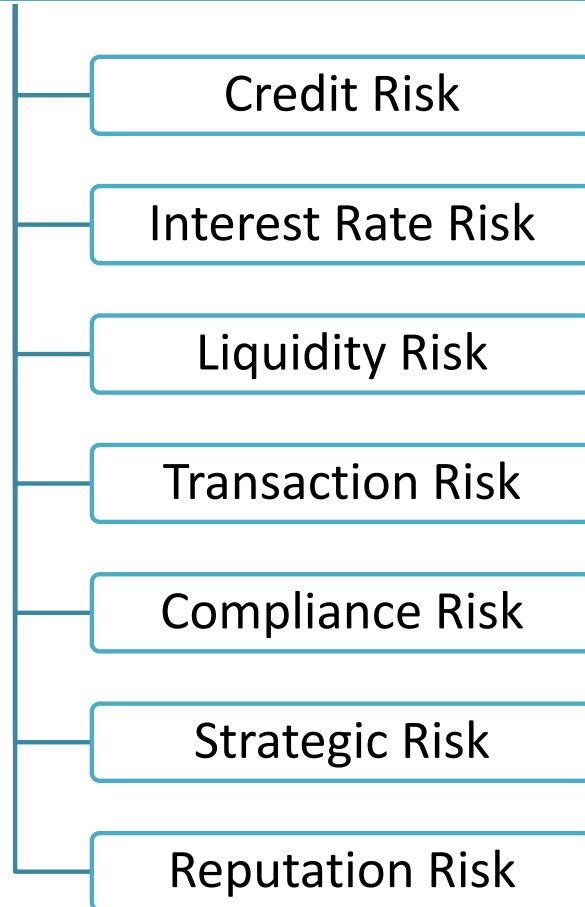 Credit Risk
Interest Rate Risk
Liquidity Risk
Transaction Risk
Compliance Risk
Strategic Risk
Reputation Risk